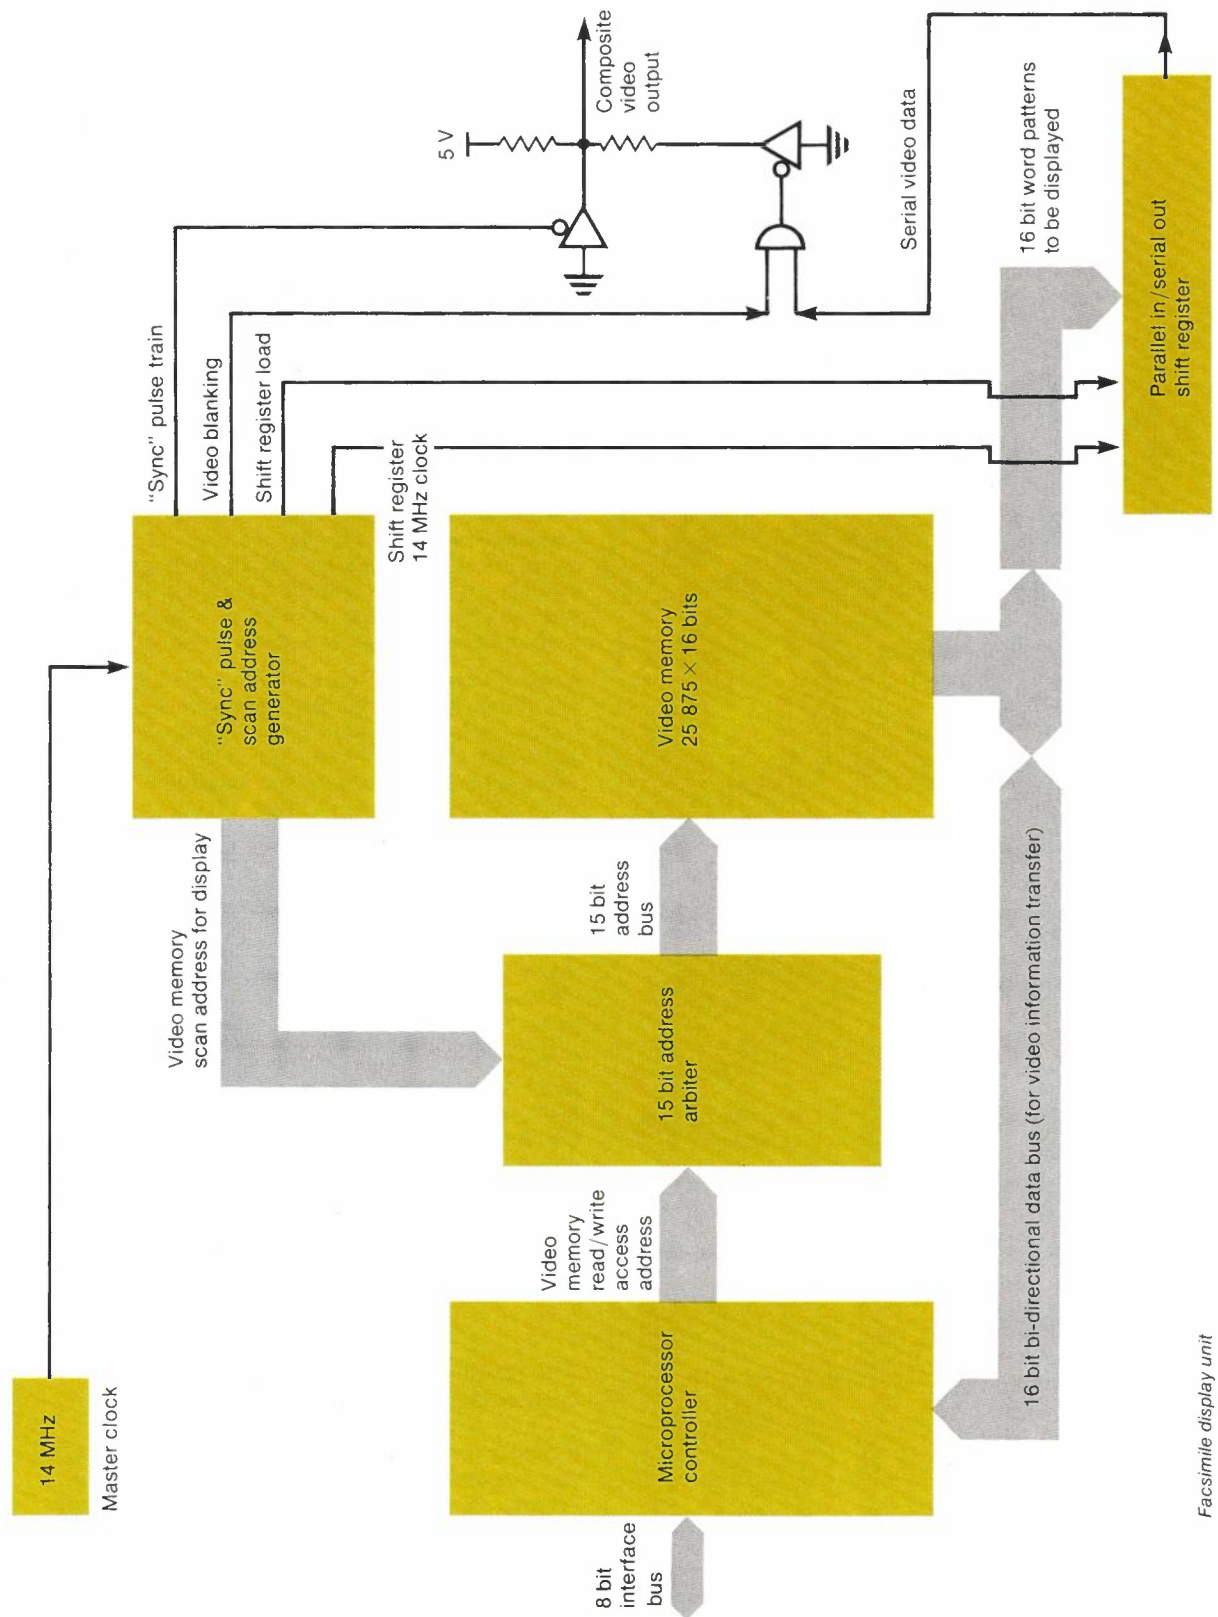 14 MHz
Master clock
"Sync" pulse &
scan address
generator
"Sync" pulse train
Video blanking
Shift register load
Shift register
14 MHz clock
5 V
Composite
video
output
Video memory
scan address for display
8 bit
interface
bus
Microprocessor
controller
Video
memory
read/write
access
address
15 bit address
arbiter
15 bit
address
bus
Video memory
25 875 × 16 bits
Serial video data
16 bit word patterns
to be displayed
16 bit bi-directional data bus (for video information transfer)
Parallel in/serial out
shift register
Facsimile display unit